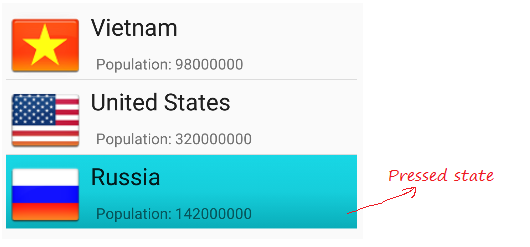 Vietnam
Population: 98000000
United States
Population: 320000000
Russia
Population: 142000000
Pressed state